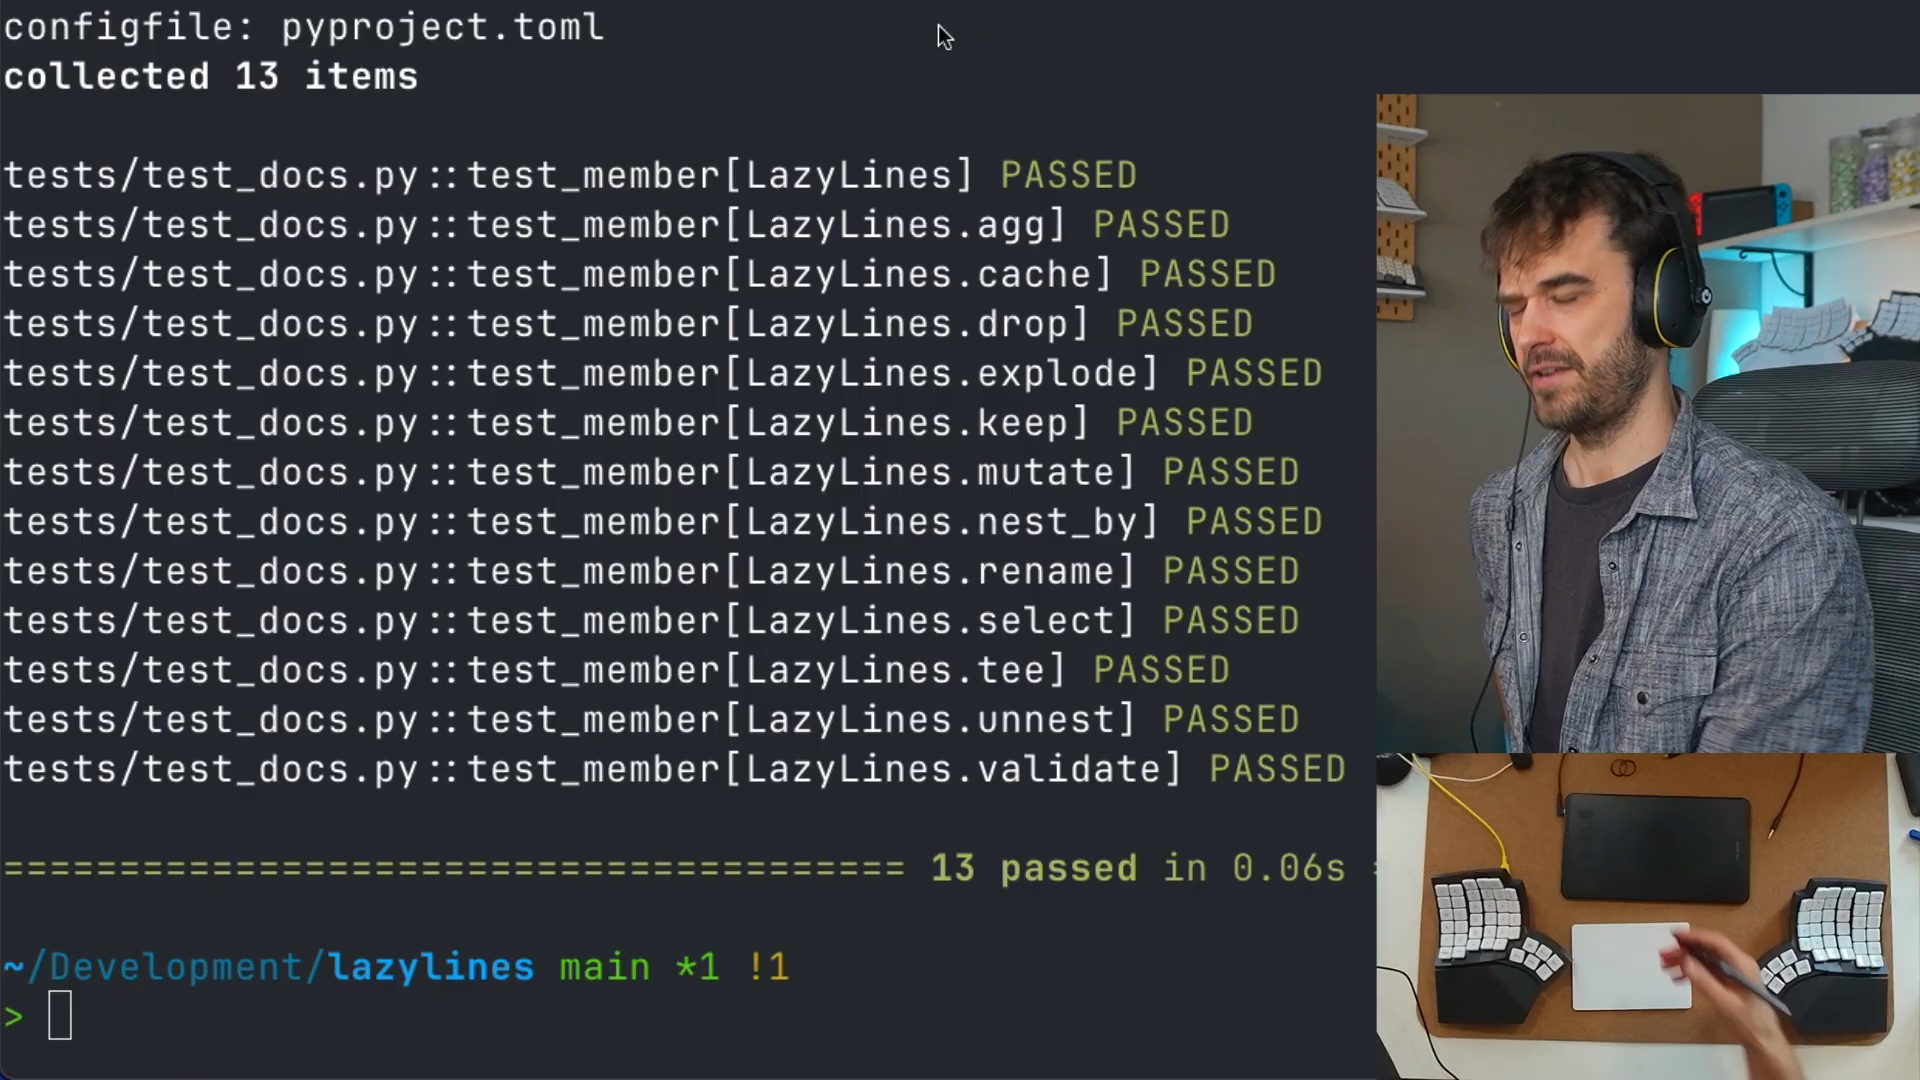 configfile: pyproject.toml
collected 13 items
tests/test_docs.py::test_member[LazyLines] PASSED
tests/test_docs.py::test_member[LazyLines.agg] PASSED
tests/test_docs.py::test_member[LazyLines.cache] PASSED
tests/test_docs.py::test_member[LazyLines.drop] PASSED
tests/test_docs.py::test_member[LazyLines.explode] PASSED
tests/test_docs.py::test_member[LazyLines.keep] PASSED
tests/test_docs.py::test_member[LazyLines.mutate] PASSED
tests/test_docs.py::test_member[LazyLines.nest_by] PASSED
tests/test_docs.py::test_member[LazyLines.rename] PASSED
tests/test_docs.py::test_member[LazyLines.select] PASSED
tests/test_docs.py::test_member[LazyLines.tee] PASSED
tests/test_docs.py::test_member[LazyLines.unnest] PASSED
tests/test_docs.py::test_member[LazyLines.validate] PASSED
======================================= 13 passed in 0.06s =
~/Development/lazylines main *1 !1
>